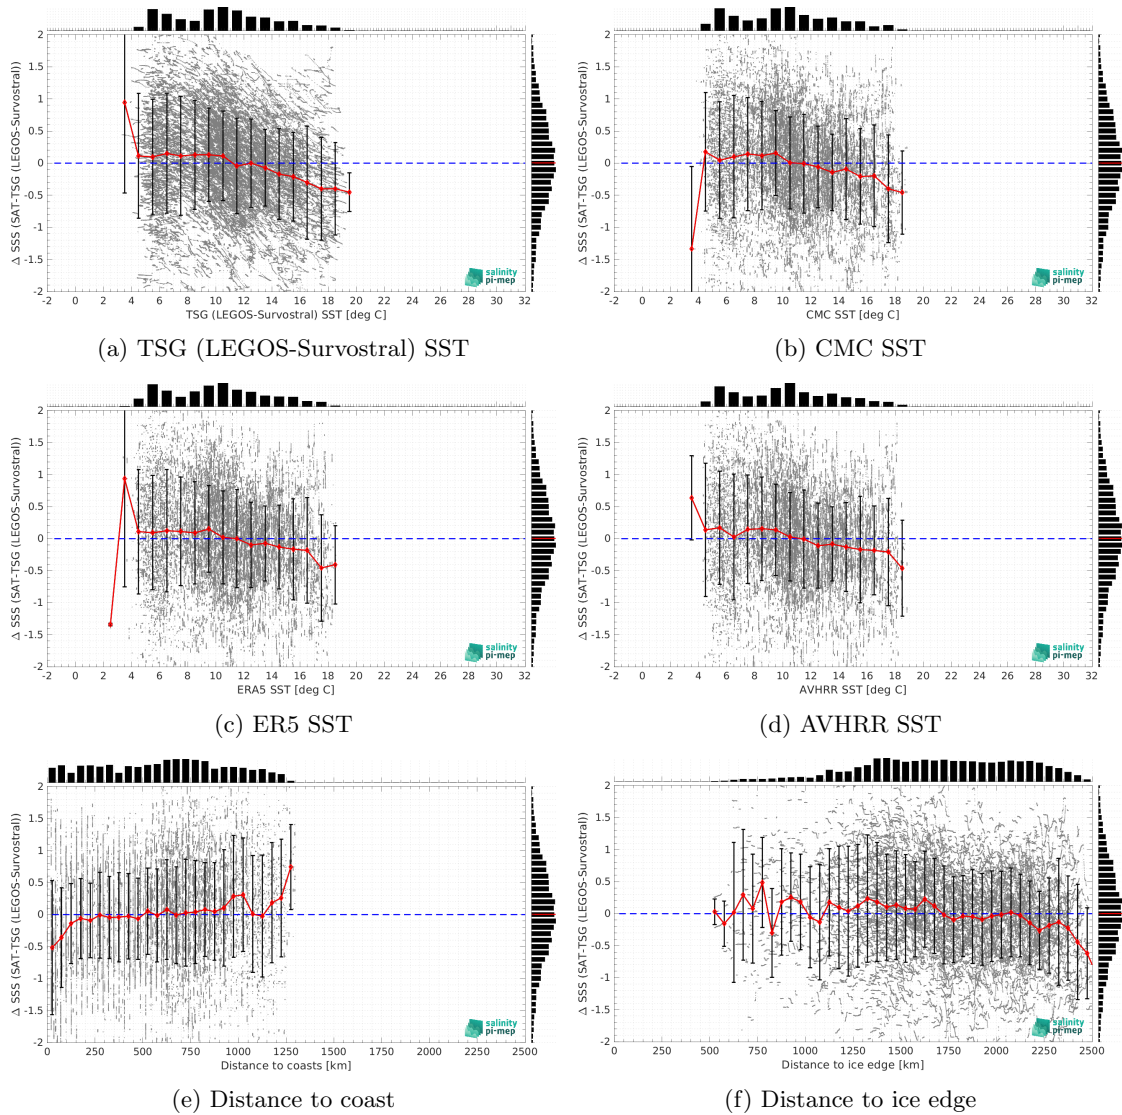 Δ SSS (SAT-TSG (LEGOS-Survostral))
2
1.5
1
0.5
0
-0.5
-1
-1.5
-2
-2 0 2 4 6 8 10 12 14 16 18 20 22 24 26 28 30 32
TSG (LEGOS-Survostral) SST [deg C]
salinity
pi-mep
(a) TSG (LEGOS-Survostral) SST
Δ SSS (SAT-TSG (LEGOS-Survostral))
2
1.5
1
0.5
0
-0.5
-1
-1.5
-2
-2 0 2 4 6 8 10 12 14 16 18 20 22 24 26 28 30 32
CMC SST [deg C]
salinity
pi-mep
(b) CMC SST
Δ SSS (SAT-TSG (LEGOS-Survostral))
2
1.5
1
0.5
0
-0.5
-1
-1.5
-2
-2 0 2 4 6 8 10 12 14 16 18 20 22 24 26 28 30 32
ERA5 SST [deg C]
salinity
pi-mep
(c) ER5 SST
Δ SSS (SAT-TSG (LEGOS-Survostral))
2
1.5
1
0.5
0
-0.5
-1
-1.5
-2
-2 0 2 4 6 8 10 12 14 16 18 20 22 24 26 28 30 32
AVHRR SST [deg C]
salinity
pi-mep
(d) AVHRR SST
Δ SSS (SAT-TSG (LEGOS-Survostral))
2
1.5
1
0.5
0
-0.5
-1
-1.5
-2
0 250 500 750 1000 1250 1500 1750 2000 2250 2500
Distance to coasts [km]
salinity
pi-mep
(e) Distance to coast
Δ SSS (SAT-TSG (LEGOS-Survostral))
2
1.5
1
0.5
0
-0.5
-1
-1.5
-2
0 250 500 750 1000 1250 1500 1750 2000 2250 2500
Distance to ice edge [km]
salinity
pi-mep
(f) Distance to ice edge